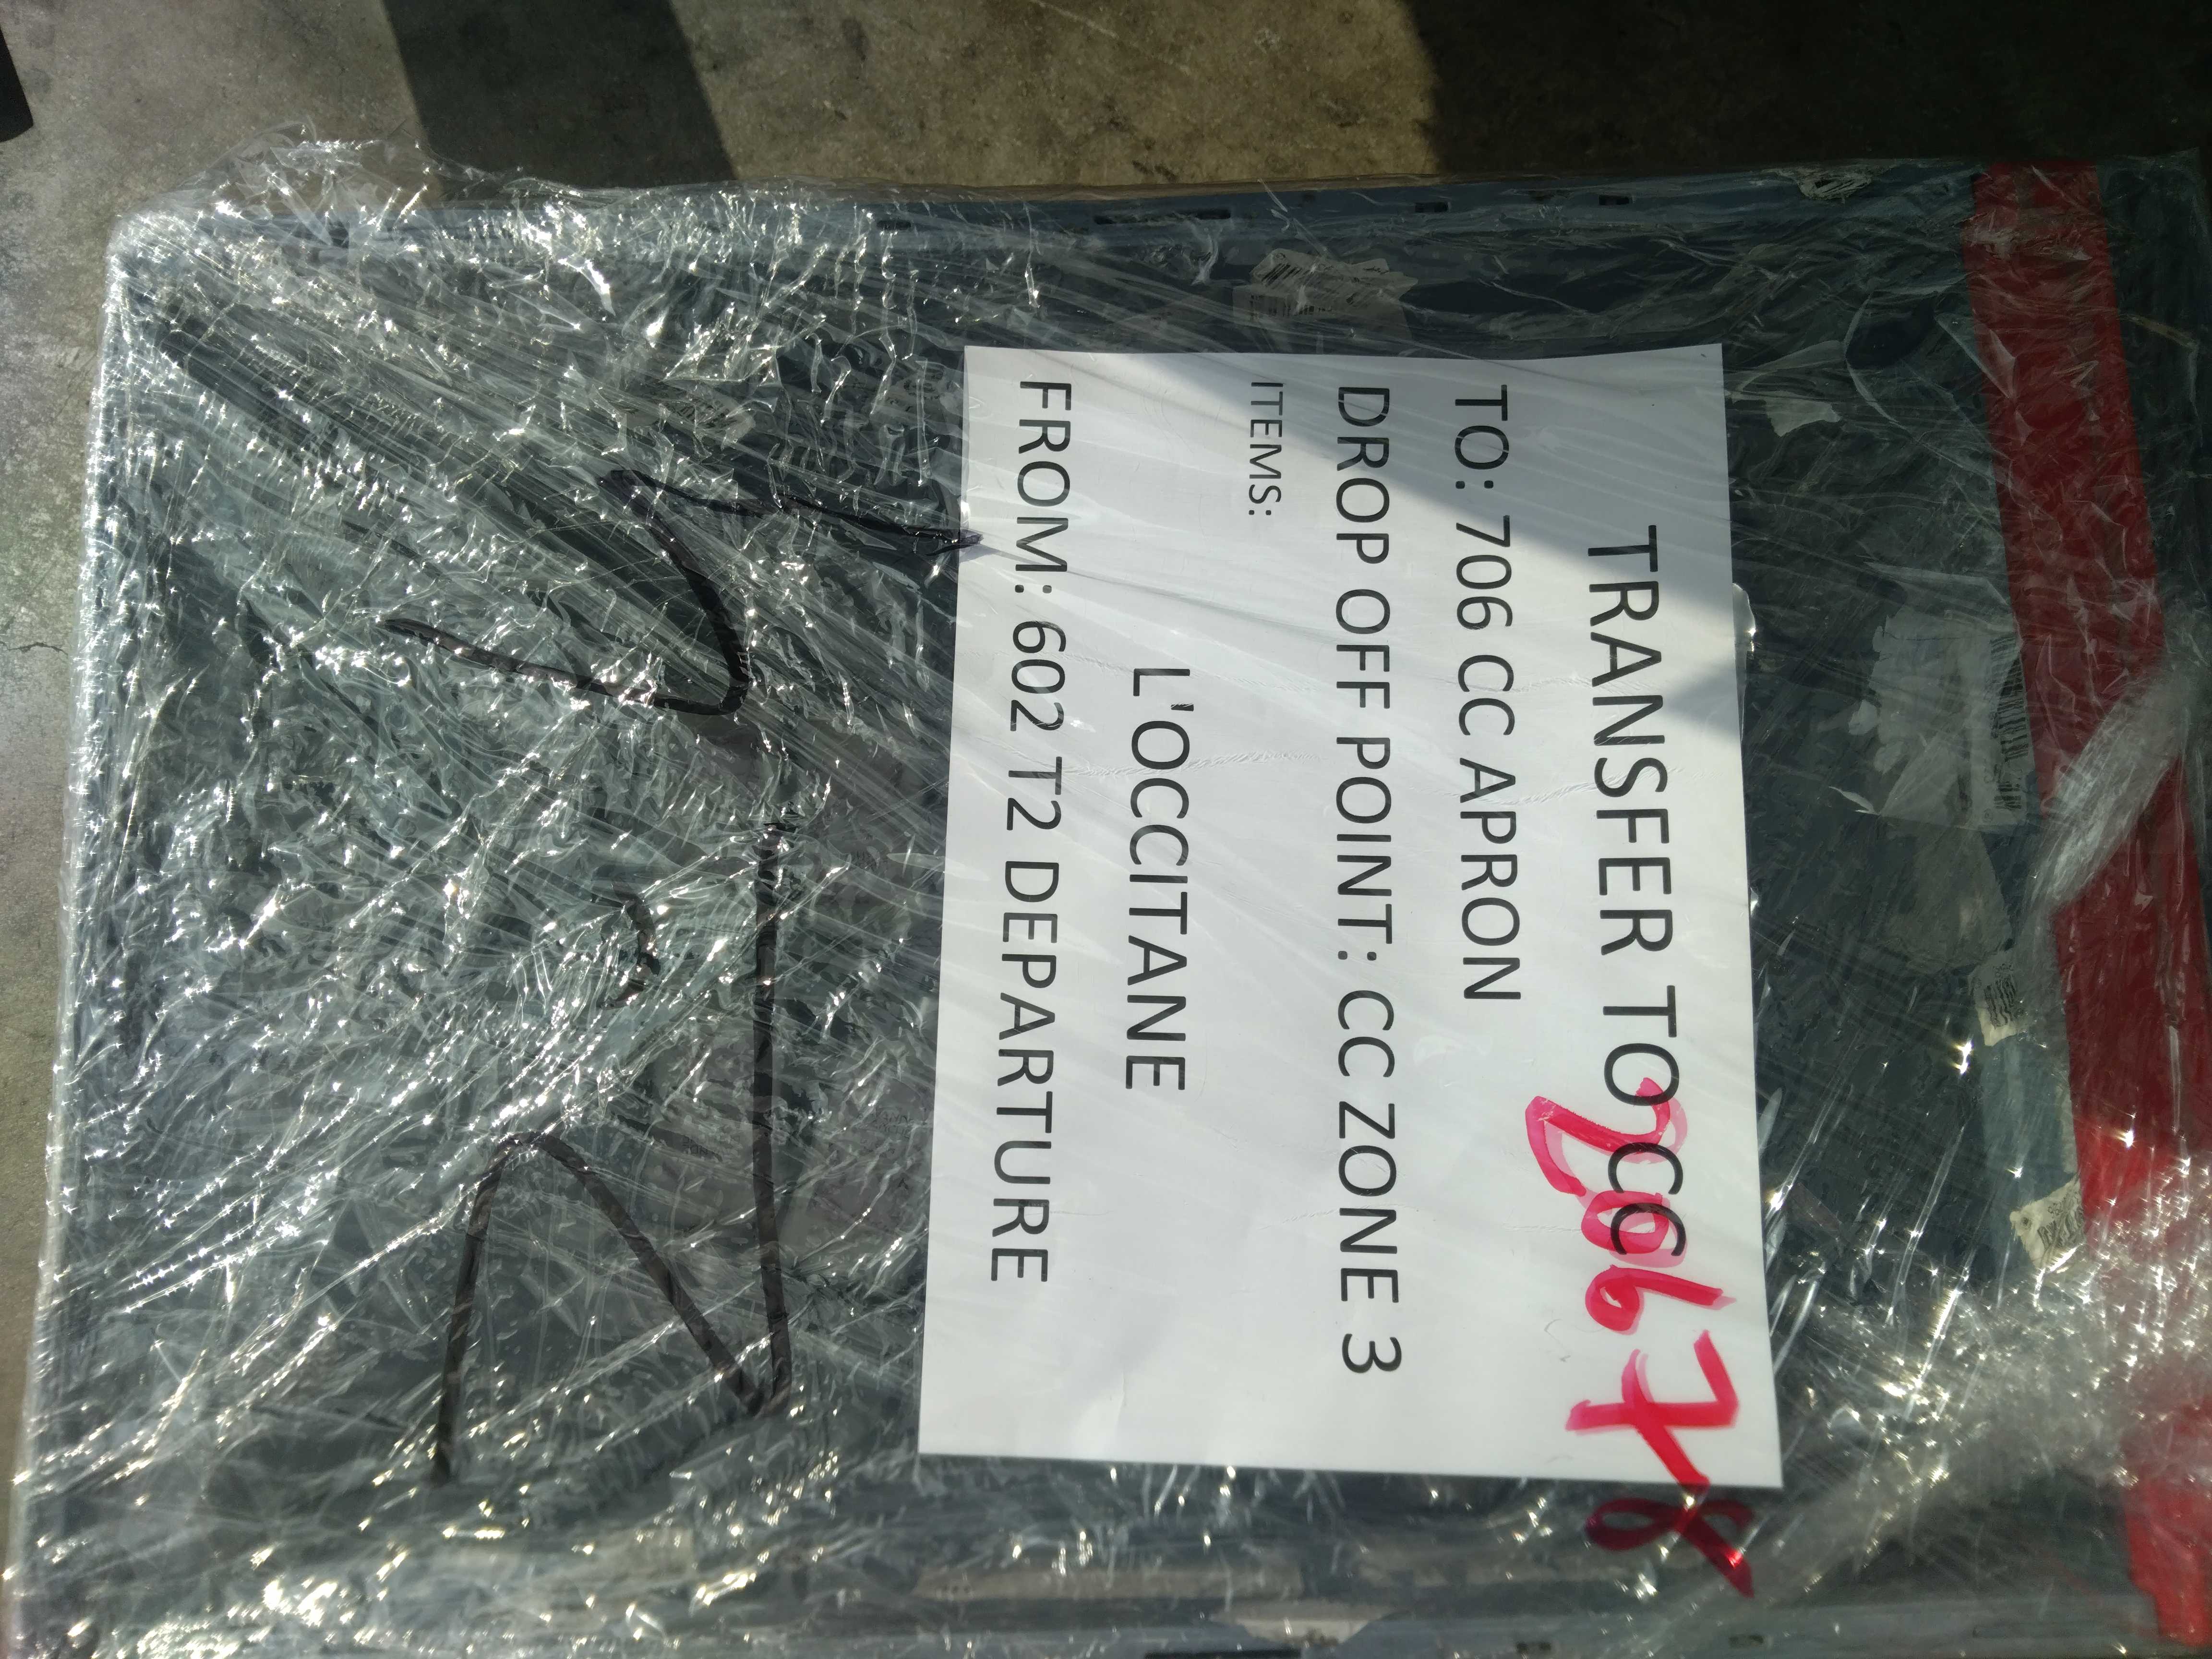 TRANSFER TO CC
20678
TO: 706 CC APRON
DROP OFF POINT: CC ZONE 3
ITEMS:
L'OCCITANE
FROM: 602 T2 DEPARTURE